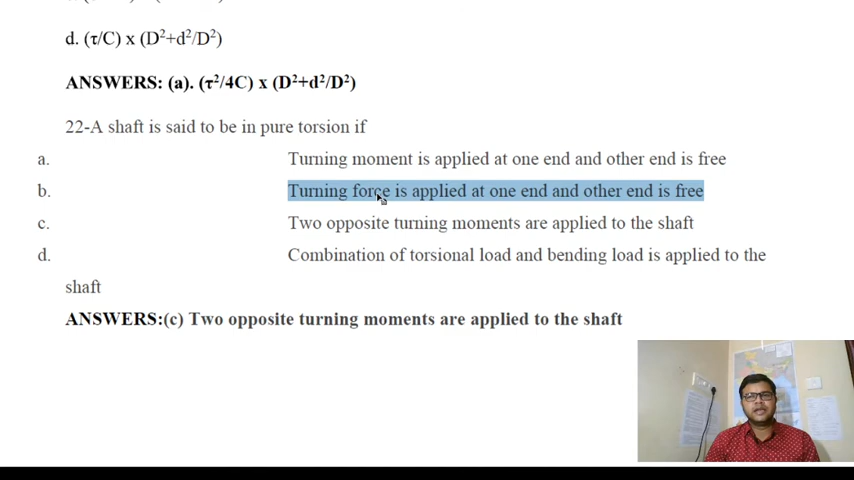 d. (τ/C) x (D²+d²/D²)
ANSWERS: (a). (τ²/4C) x (D²+d²/D²)
22-A shaft is said to be in pure torsion if
a. Turning moment is applied at one end and other end is free
b. Turning force is applied at one end and other end is free
c. Two opposite turning moments are applied to the shaft
d. Combination of torsional load and bending load is applied to the
shaft
ANSWERS:(c) Two opposite turning moments are applied to the shaft